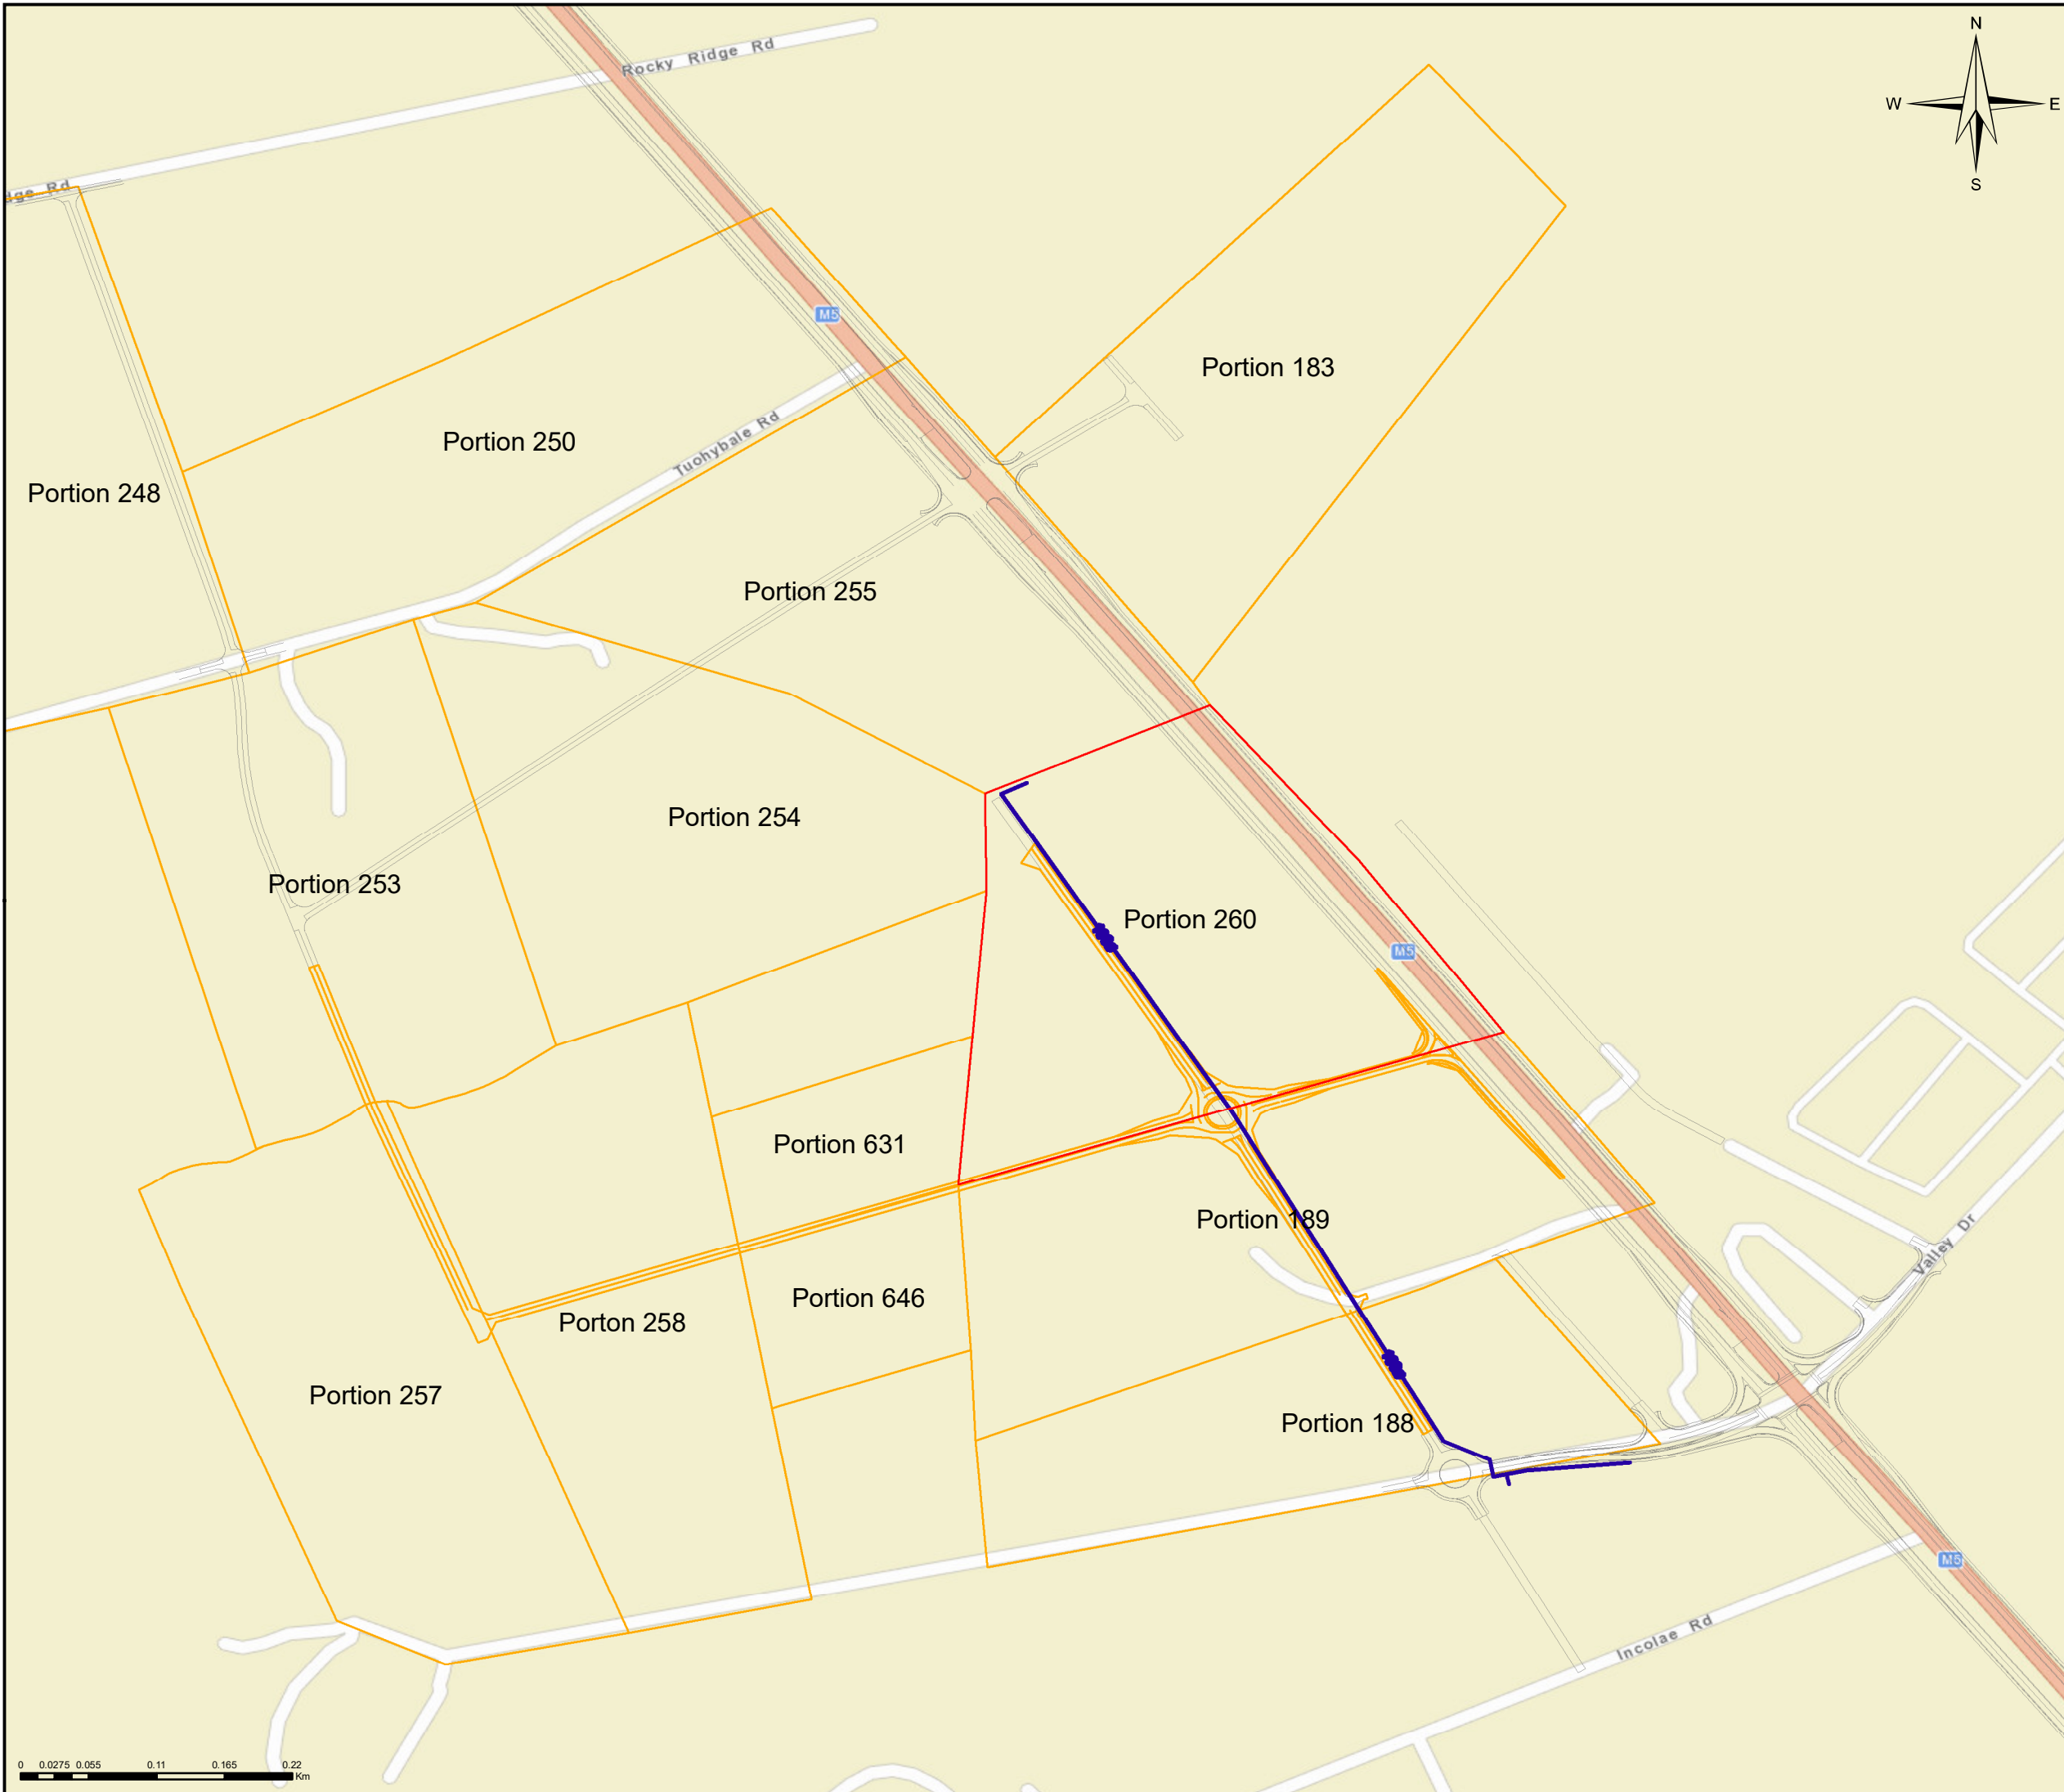 N
Rocky Ridge Rd
W E
S
dge Rd
M5
Portion 183
Tuohybale Rd
Portion 250
Portion 248
Portion 255
Portion 254
Portion 253
Portion 260
M5
Portion 631
Portion 189
Valley Dr
Portion 646
Porton 258
Portion 257
Portion 188
M5
Incolae Rd
0 0.0275 0.055 0.11 0.165 0.22
Km